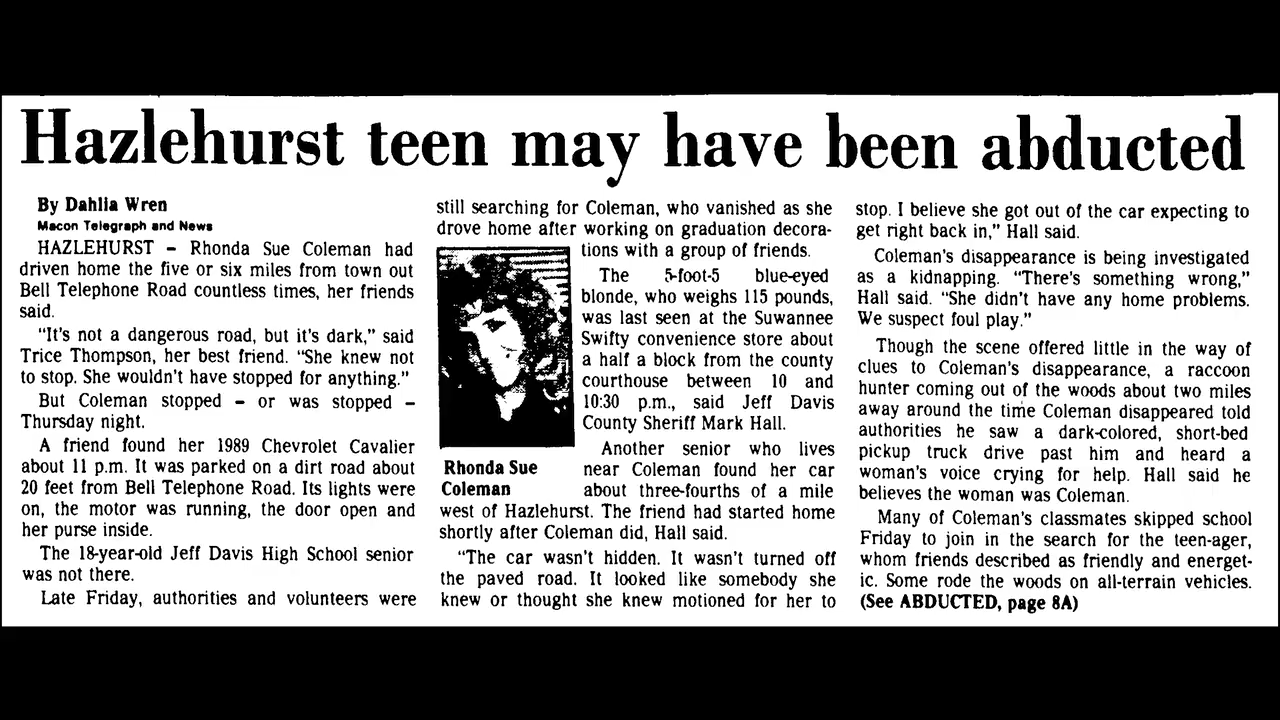 Hazlehurst teen may have been abducted
By Dahlia Wren
Macon Telegraph and News
HAZLEHURST – Rhonda Sue Coleman had
driven home the five or six miles from town out
Bell Telephone Road countless times, her friends
said.
"It's not a dangerous road, but it's dark," said
Trice Thompson, her best friend. "She knew not
to stop. She wouldn't have stopped for anything."
But Coleman stopped – or was stopped –
Thursday night.
A friend found her 1989 Chevrolet Cavalier
about 11 p.m. It was parked on a dirt road about
20 feet from Bell Telephone Road. Its lights were
on, the motor was running, the door open and
her purse inside.
The 18-year-old Jeff Davis High School senior
was not there.
Late Friday, authorities and volunteers were
still searching for Coleman, who vanished as she
drove home after working on graduation decora-
tions with a group of friends.
The 5-foot-5 blue-eyed
blonde, who weighs 115 pounds,
was last seen at the Suwannee
Swifty convenience store about
a half a block from the county
courthouse between 10 and
10:30 p.m., said Jeff Davis
County Sheriff Mark Hall.
Another senior who lives
near Coleman found her car
about three-fourths of a mile
west of Hazlehurst. The friend had started home
shortly after Coleman did, Hall said.
"The car wasn't hidden. It wasn't turned off
the paved road. It looked like somebody she
knew or thought she knew motioned for her to
Rhonda Sue
Coleman
stop. I believe she got out of the car expecting to
get right back in," Hall said.
Coleman's disappearance is being investigated
as a kidnapping. "There's something wrong,"
Hall said. "She didn't have any home problems.
We suspect foul play."
Though the scene offered little in the way of
clues to Coleman's disappearance, a raccoon
hunter coming out of the woods about two miles
away around the time Coleman disappeared told
authorities he saw a dark-colored, short-bed
pickup truck drive past him and heard a
woman's voice crying for help. Hall said he
believes the woman was Coleman.
Many of Coleman's classmates skipped school
Friday to join in the search for the teen-ager,
whom friends described as friendly and energet-
ic. Some rode the woods on all-terrain vehicles.
(See ABDUCTED, page 8A)